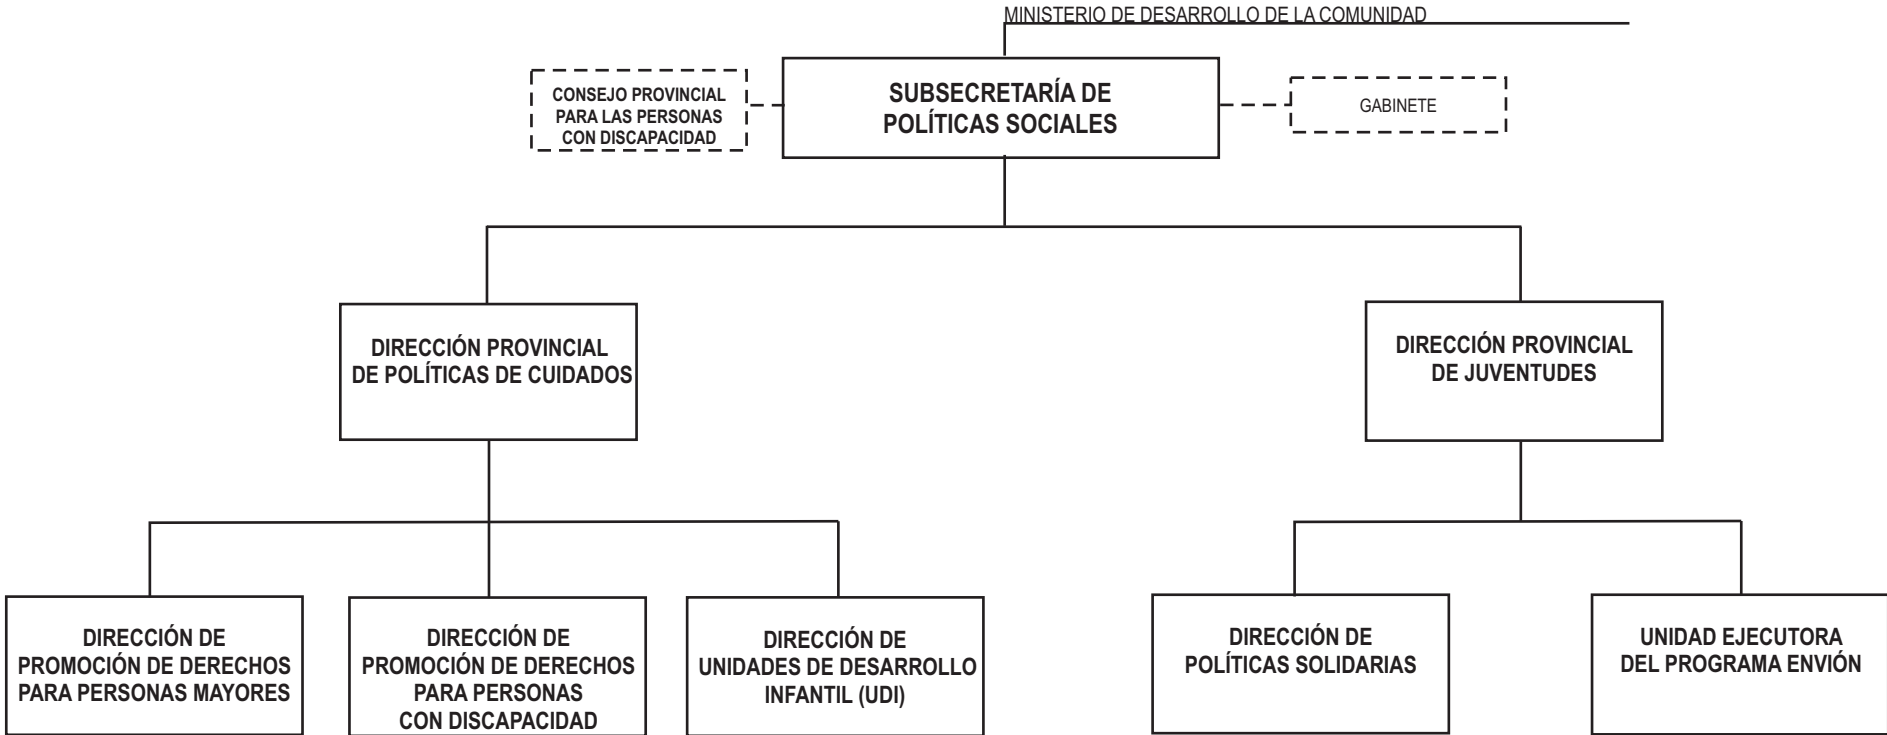 MINISTERIO DE DESARROLLO DE LA COMUNIDAD
CONSEJO PROVINCIAL
PARA LAS PERSONAS
CON DISCAPACIDAD
SUBSECRETARÍA DE
POLÍTICAS SOCIALES
GABINETE
DIRECCIÓN PROVINCIAL
DE POLÍTICAS DE CUIDADOS
DIRECCIÓN PROVINCIAL
DE JUVENTUDES
DIRECCIÓN DE
PROMOCIÓN DE DERECHOS
PARA PERSONAS MAYORES
DIRECCIÓN DE
PROMOCIÓN DE DERECHOS
PARA PERSONAS
CON DISCAPACIDAD
DIRECCIÓN DE
UNIDADES DE DESARROLLO
INFANTIL (UDI)
DIRECCIÓN DE
POLÍTICAS SOLIDARIAS
UNIDAD EJECUTORA
DEL PROGRAMA ENVIÓN